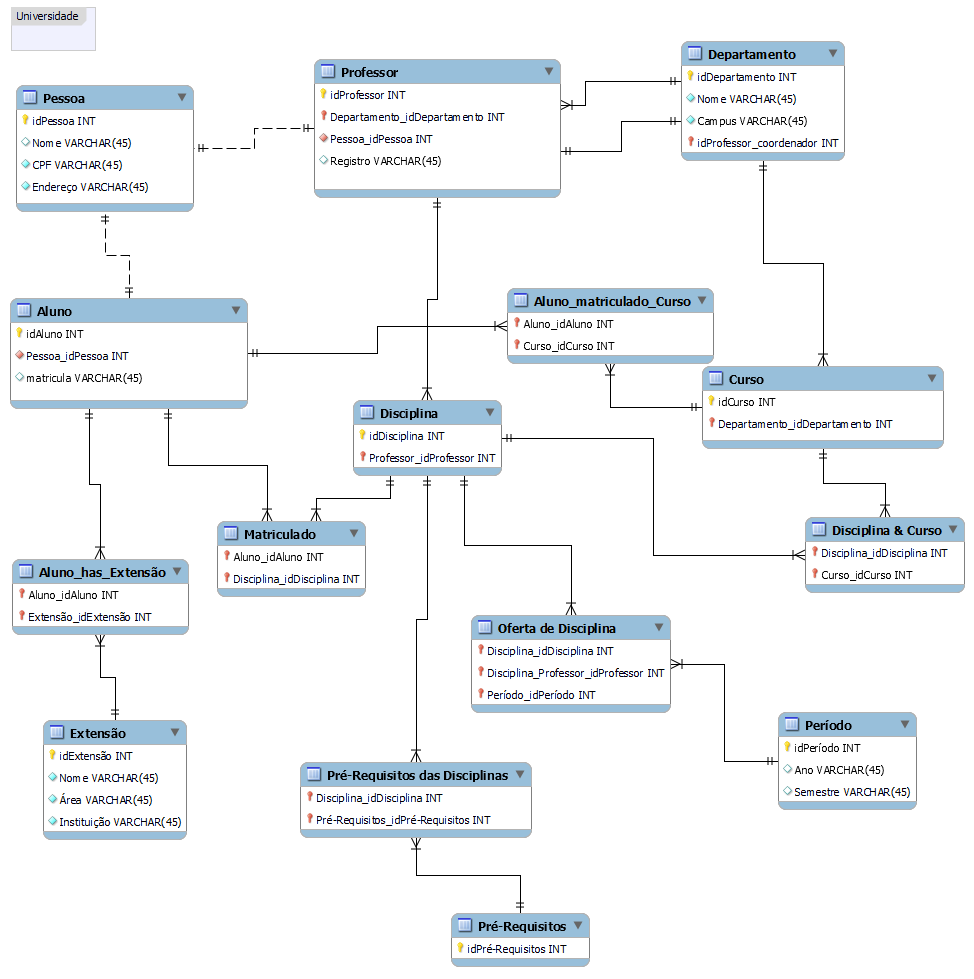 Universidade
Pessoa
idPessoa INT
Nome VARCHAR(45)
CPF VARCHAR(45)
Endereço VARCHAR(45)
Professor
idProfessor INT
Departamento_idDepartamento INT
Pessoa_idPessoa INT
Registro VARCHAR(45)
Departamento
idDepartamento INT
Nome VARCHAR(45)
Campus VARCHAR(45)
idProfessor_coordenador INT
Aluno
idAluno INT
Pessoa_idPessoa INT
matricula VARCHAR(45)
Aluno_matriculado_Curso
Aluno_idAluno INT
Curso_idCurso INT
Curso
idCurso INT
Departamento_idDepartamento INT
Disciplina
idDisciplina INT
Professor_idProfessor INT
Matriculado
Aluno_idAluno INT
Disciplina_idDisciplina INT
Disciplina & Curso
Disciplina_idDisciplina INT
Curso_idCurso INT
Aluno_has_Extensão
Aluno_idAluno INT
Extensão_idExtensão INT
Oferta de Disciplina
Disciplina_idDisciplina INT
Disciplina_Professor_idProfessor INT
Período_idPeríodo INT
Extensão
idExtensão INT
Nome VARCHAR(45)
Área VARCHAR(45)
Instituição VARCHAR(45)
Período
idPeríodo INT
Ano VARCHAR(45)
Semestre VARCHAR(45)
Pré-Requisitos das Disciplinas
Disciplina_idDisciplina INT
Pré-Requisitos_idPré-Requisitos INT
Pré-Requisitos
idPré-Requisitos INT